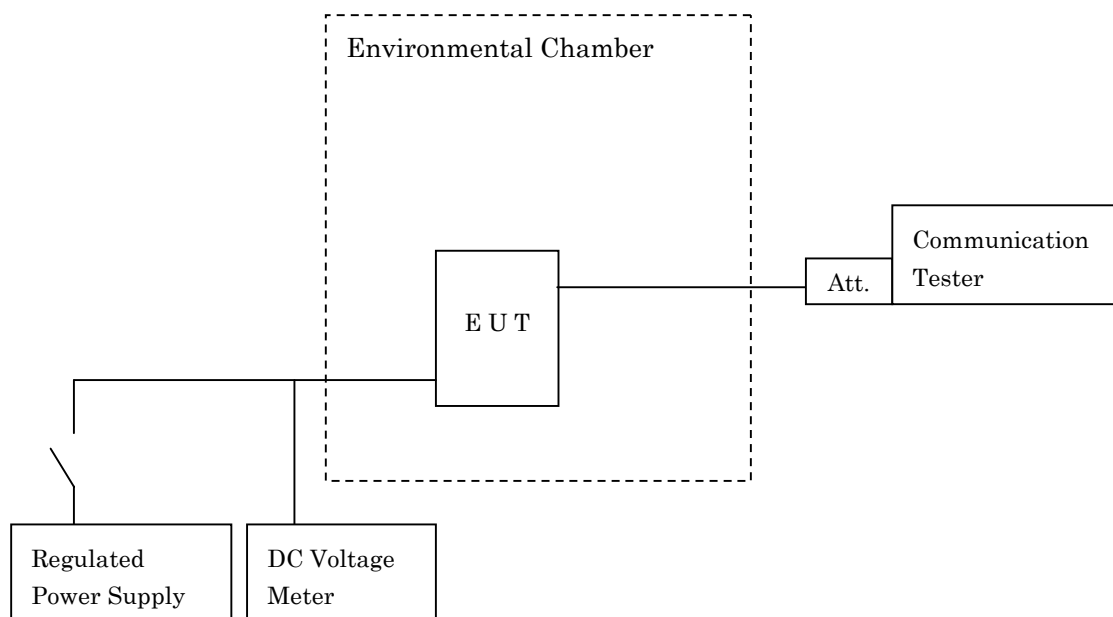 Environmental Chamber
Communication
Tester
Att.
E U T
Regulated
Power Supply
DC Voltage
Meter